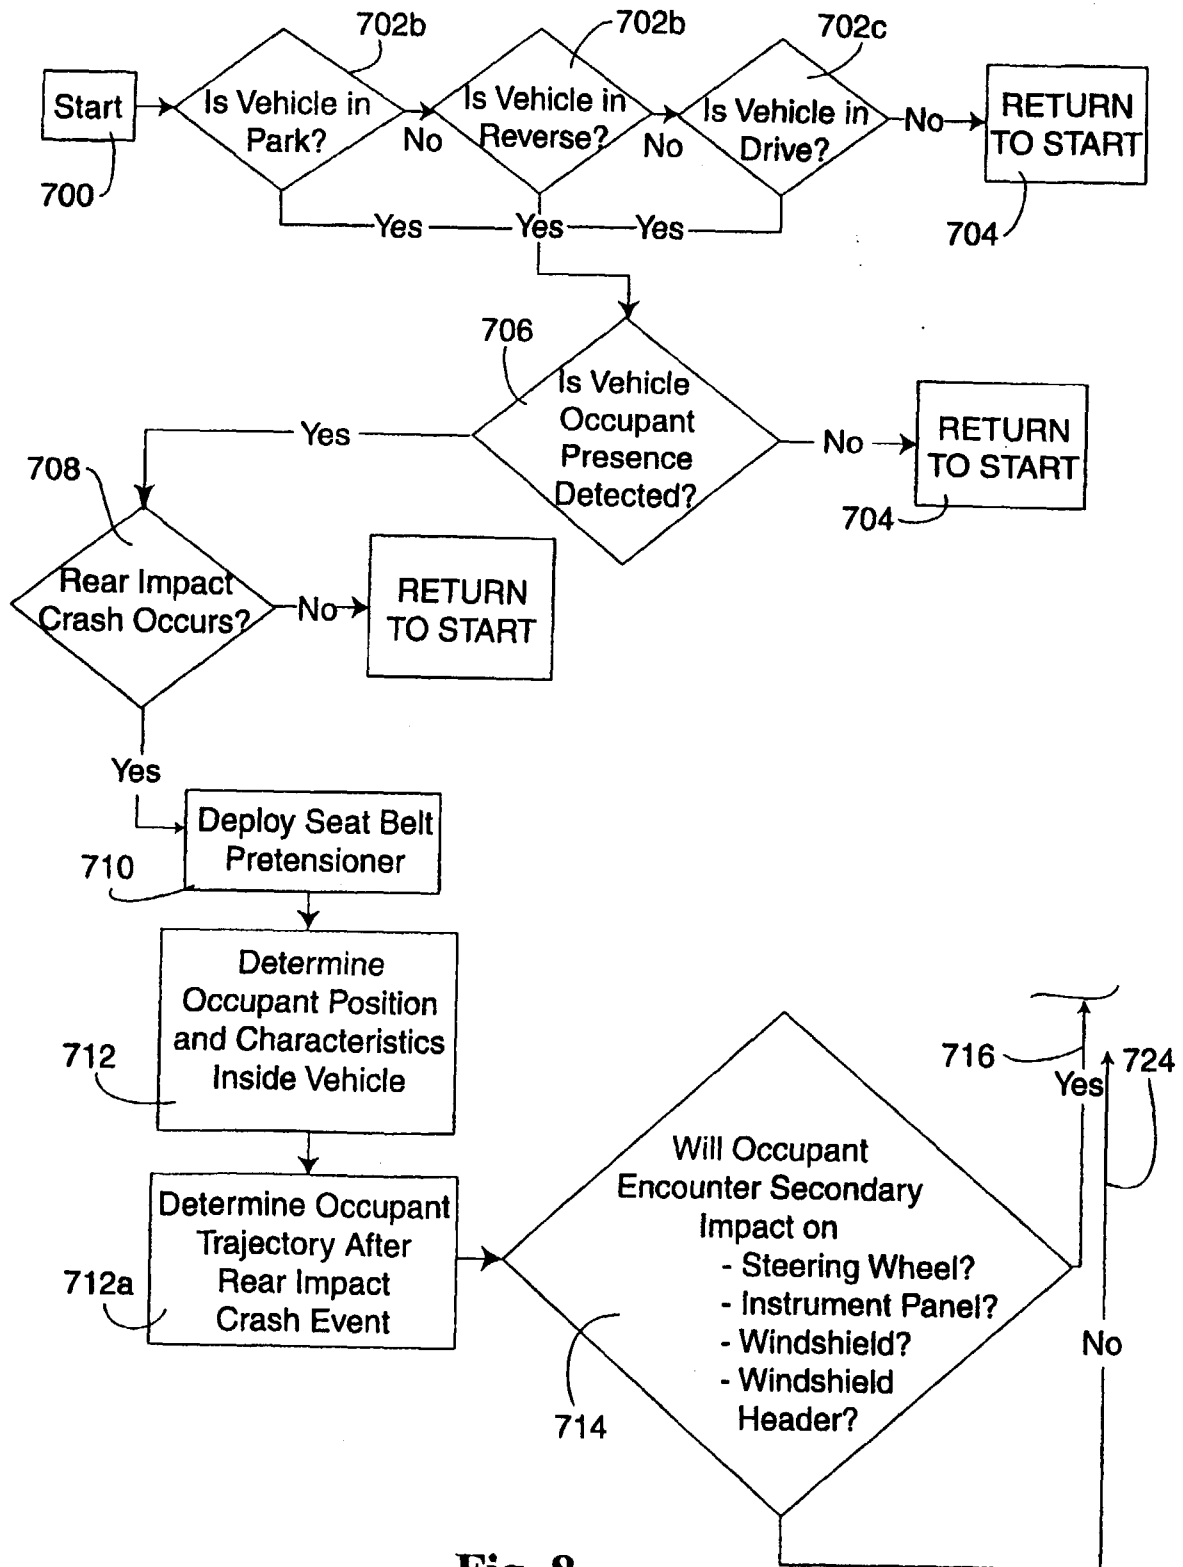 702b
702b
702c
Start
Is Vehicle in
Park?
No
Is Vehicle in
Reverse?
No
Is Vehicle in
Drive?
No
RETURN
TO START
700
704
Yes
Yes
Yes
706
Is Vehicle
Occupant
Presence
Detected?
Yes
No
RETURN
TO START
704
708
Rear Impact
Crash Occurs?
No
RETURN
TO START
Yes
Deploy Seat Belt
Pretensioner
710
Determine
Occupant Position
and Characteristics
Inside Vehicle
712
Determine Occupant
Trajectory After
Rear Impact
Crash Event
712a
Will Occupant
Encounter Secondary
Impact on
- Steering Wheel?
- Instrument Panel?
- Windshield?
- Windshield
Header?
714
716
Yes
724
No